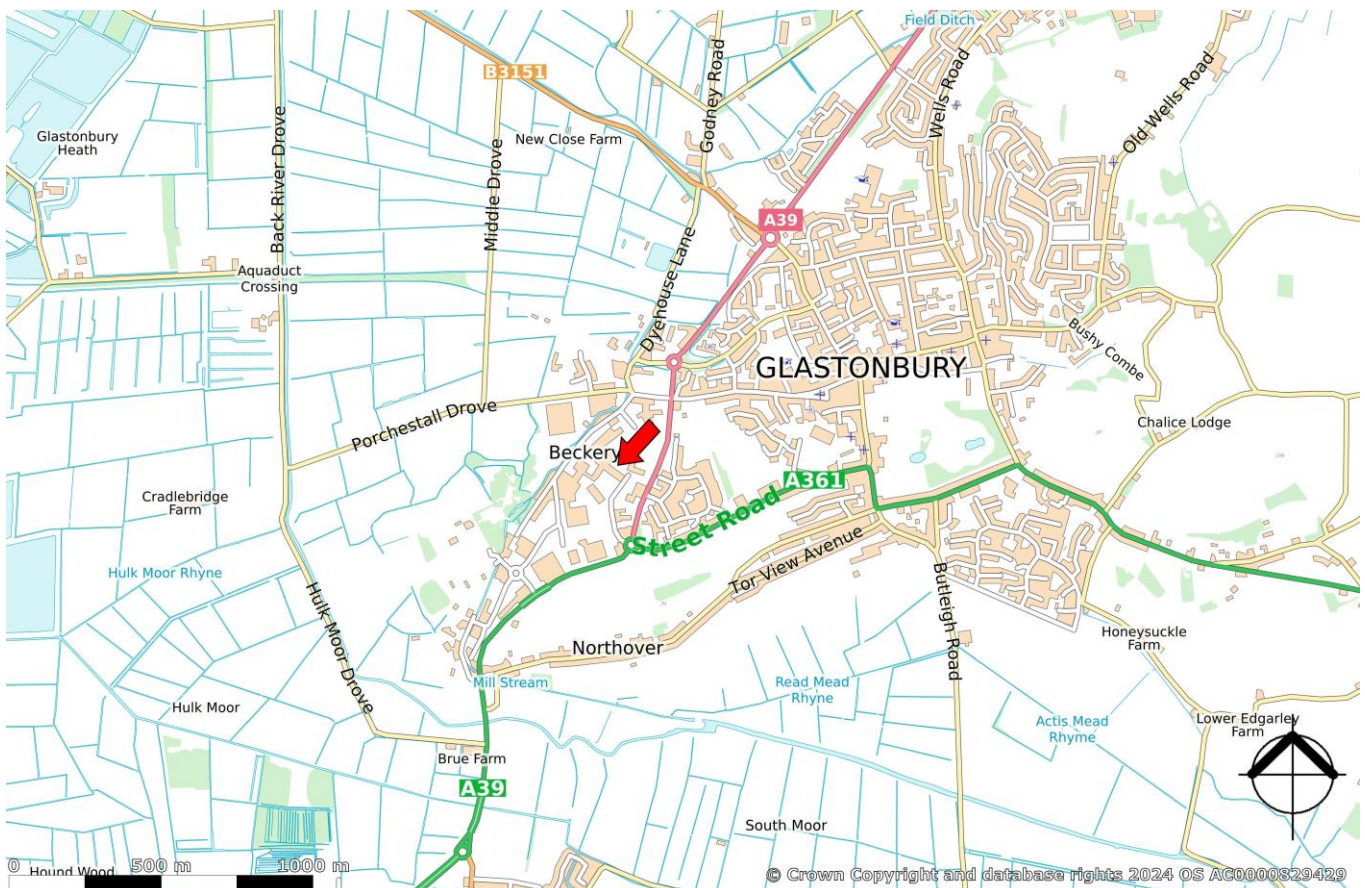 Field Ditch
B3151
Godney Road
Wells Road
Old Wells Road
Glastonbury
Heath
Back River Drove
New Close Farm
Middle Drove
A39
Dyehouse Lane
Aquaduct
Crossing
Bushy Combe
GLASTONBURY
Porchestall Drove
Chalice Lodge
Beckery
A361
Street Road
Cradlebridge
Farm
Tor View Avenue
Hulk Moor Rhyne
Hulk Moor Drove
Butleigh Road
Honeysuckle
Farm
Northover
Mill Stream
Read Mead
Rhyne
Hulk Moor
Actis Mead
Rhyme
Lower Edgarley
Farm
Brue Farm
A39
South Moor
0 500 m 1000 m
Hound Wood
© Crown Copyright and database rights 2024 OS AC0000829429